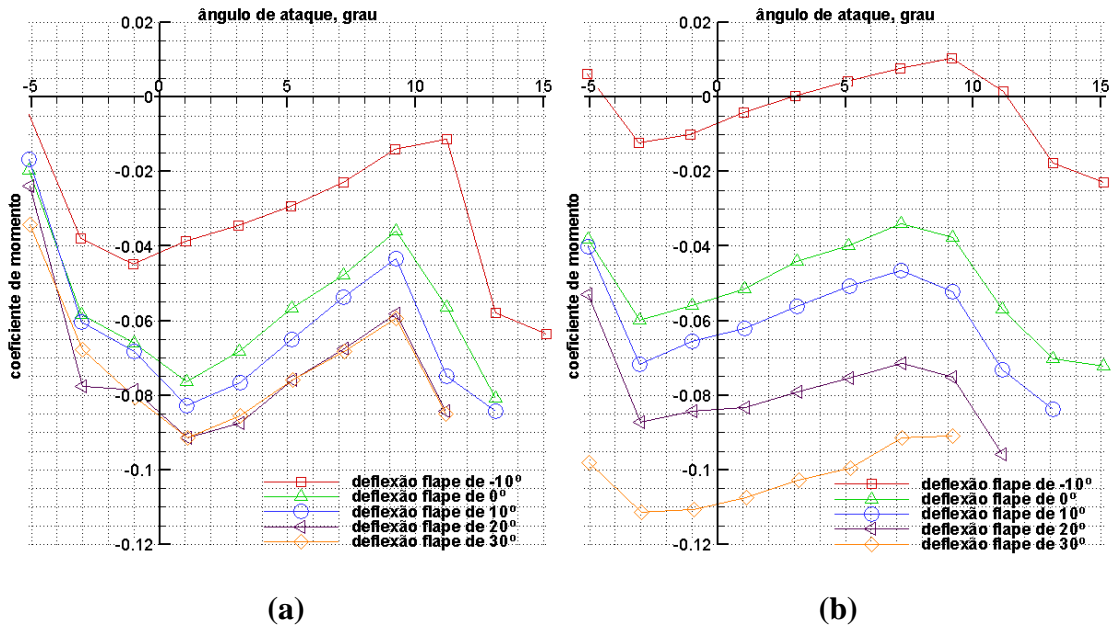 ângulo de ataque, grau
0.02
0.01
-5 0 5 10 15
0
-0.02
-0.04
-0.06
-0.08
-0.1
-0.12
coeficiente de momento
deflexão flape de -10º
deflexão flape de 0º
deflexão flape de 10º
deflexão flape de 20º
deflexão flape de 30º
(a)
ângulo de ataque, grau
0.02
0.01
-5 0 5 10 15
0
-0.02
-0.04
-0.06
-0.08
-0.1
-0.12
coeficiente de momento
deflexão flape de -10º
deflexão flape de 0º
deflexão flape de 10º
deflexão flape de 20º
deflexão flape de 30º
(b)